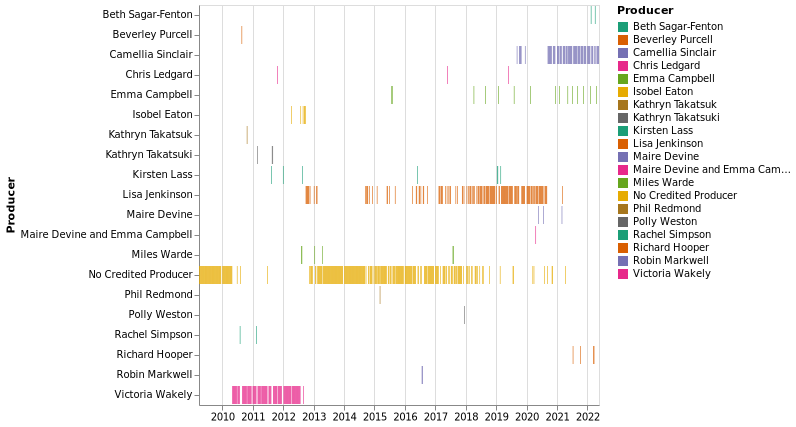 Producer
Beth Sagar-Fenton
Beverley Purcell
Camellia Sinclair
Chris Ledgard
Emma Campbell
Isobel Eaton
Kathryn Takatsuk
Kathryn Takatsuki
Kirsten Lass
Lisa Jenkinson
Maire Devine
Maire Devine and Emma Campbell
Miles Warde
No Credited Producer
Phil Redmond
Polly Weston
Rachel Simpson
Richard Hooper
Robin Markwell
Victoria Wakely
2010 2011 2012 2013 2014 2015 2016 2017 2018 2019 2020 2021 2022
Producer
Beth Sagar-Fenton
Beverley Purcell
Camellia Sinclair
Chris Ledgard
Emma Campbell
Isobel Eaton
Kathryn Takatsuk
Kathryn Takatsuki
Kirsten Lass
Lisa Jenkinson
Maire Devine
Maire Devine and Emma Cam…
Miles Warde
No Credited Producer
Phil Redmond
Polly Weston
Rachel Simpson
Richard Hooper
Robin Markwell
Victoria Wakely